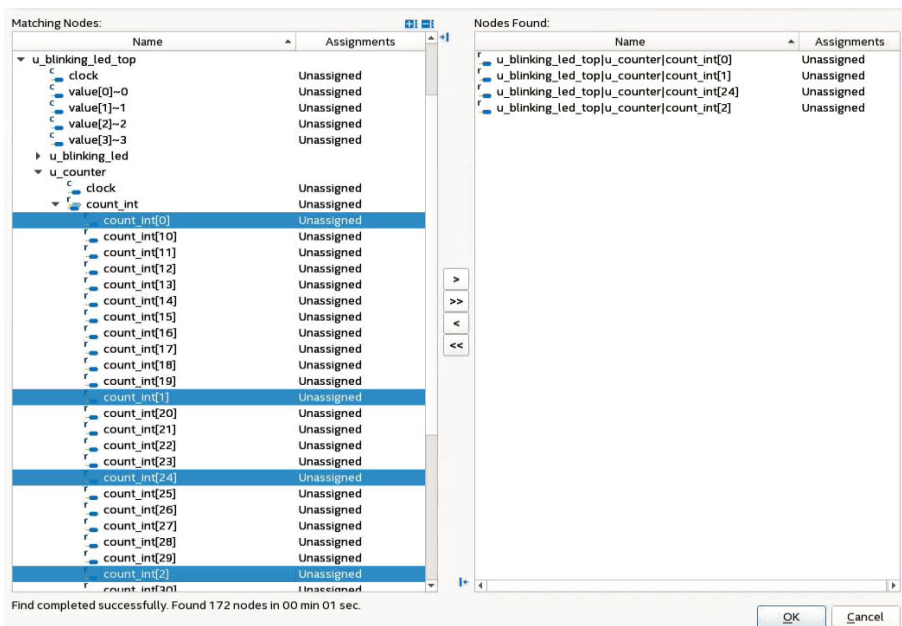 Matching Nodes:
Name Assignments
u_blinking_led_top
c clock Unassigned
c value[0]~0 Unassigned
c value[1]~1 Unassigned
c value[2]~2 Unassigned
c value[3]~3 Unassigned
u_blinking_led
u_counter
c clock Unassigned
r count_int Unassigned
r count_int[0] Unassigned
r count_int[10] Unassigned
r count_int[11] Unassigned
r count_int[12] Unassigned
r count_int[13] Unassigned
r count_int[14] Unassigned
r count_int[15] Unassigned
r count_int[16] Unassigned
r count_int[17] Unassigned
r count_int[18] Unassigned
r count_int[19] Unassigned
r count_int[1] Unassigned
r count_int[20] Unassigned
r count_int[21] Unassigned
r count_int[22] Unassigned
r count_int[23] Unassigned
r count_int[24] Unassigned
r count_int[25] Unassigned
r count_int[26] Unassigned
r count_int[27] Unassigned
r count_int[28] Unassigned
r count_int[29] Unassigned
r count_int[2] Unassigned
r count_int[30] Unassigned
Find completed successfully. Found 172 nodes in 00 min 01 sec.
>
>>
<
<<
Nodes Found:
Name Assignments
r u_blinking_led_top|u_counter|count_int[0] Unassigned
r u_blinking_led_top|u_counter|count_int[1] Unassigned
r u_blinking_led_top|u_counter|count_int[24] Unassigned
r u_blinking_led_top|u_counter|count_int[2] Unassigned
OK Cancel